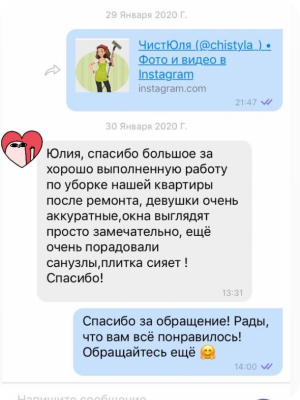 29 Января 2020 Г.
ЧистЮля (@chistyla_) •
Фото и видео в
Instagram
instagram.com
21:47
30 Января 2020 Г.
Юлия, спасибо большое за
хорошо выполненную работу
по уборке нашей квартиры
после ремонта, девушки очень
аккуратные,окна выглядят
просто замечательно, ещё
очень порадовали
санузлы,плитка сияет !
Спасибо!
13:31
Спасибо за обращение! Рады,
что вам всё понравилось!
Обращайтесь ещё 🤗
14:00
Напишите сообщение